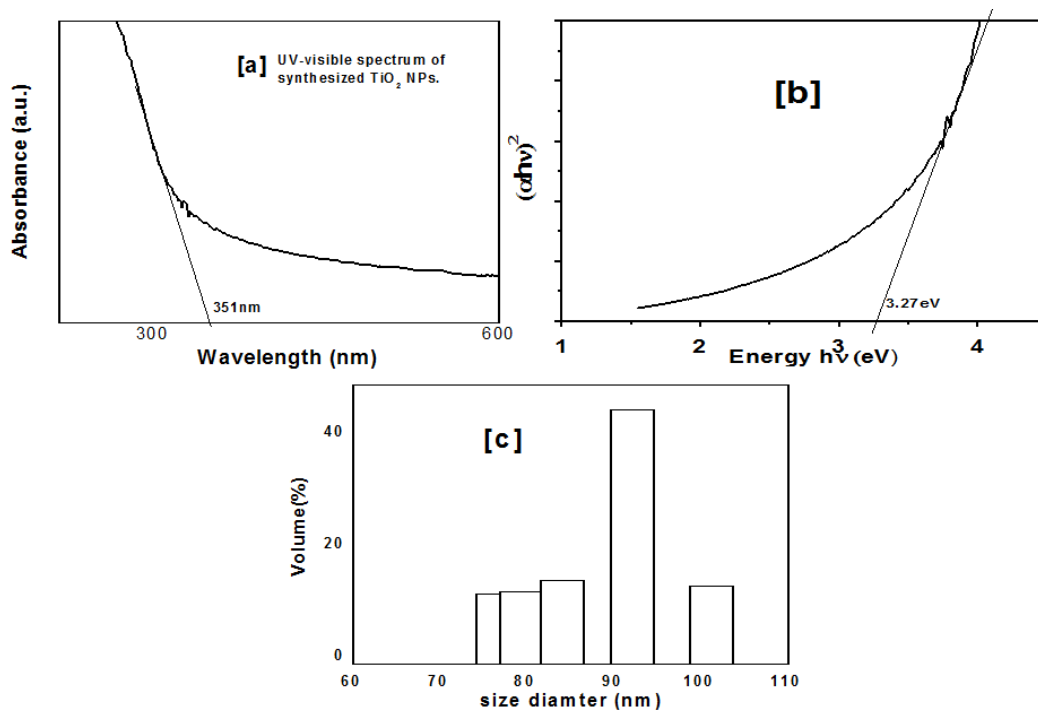 [a] UV-visible spectrum of
synthesized TiO₂ NPs.
Absorbance (a.u.)
351nm
300 600
Wavelength (nm)
[b]
(αhν)²
3.27eV
1 2 3 4
Energy hν (eV)
[c]
40
20
0
Volume(%)
60 70 80 90 100 110
size diamter (nm)